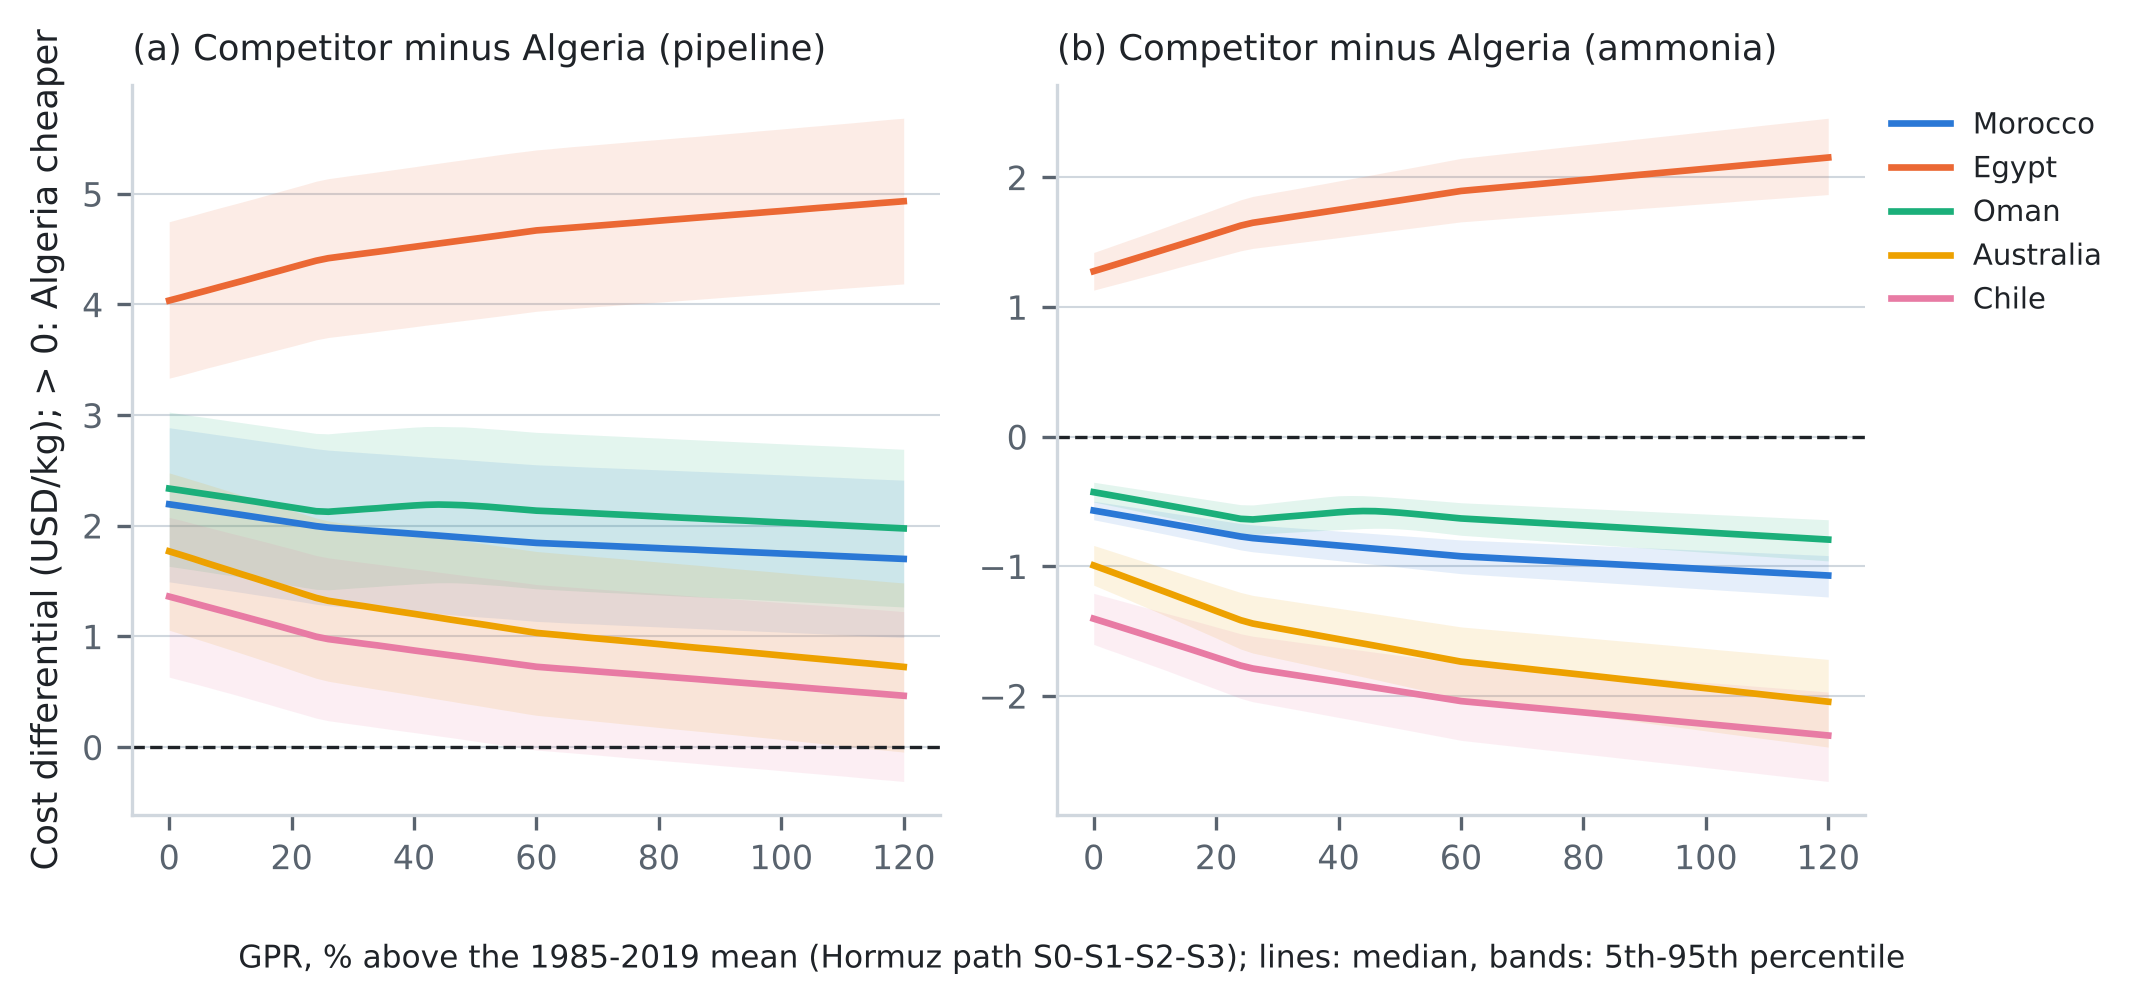 Cost differential (USD/kg); > 0: Algeria cheaper
(a) Competitor minus Algeria (pipeline)
5
4
3
2
1
0
0 20 40 60 80 100 120
(b) Competitor minus Algeria (ammonia)
2
1
0
−1
−2
0 20 40 60 80 100 120
Morocco
Egypt
Oman
Australia
Chile
GPR, % above the 1985-2019 mean (Hormuz path S0-S1-S2-S3); lines: median, bands: 5th-95th percentile